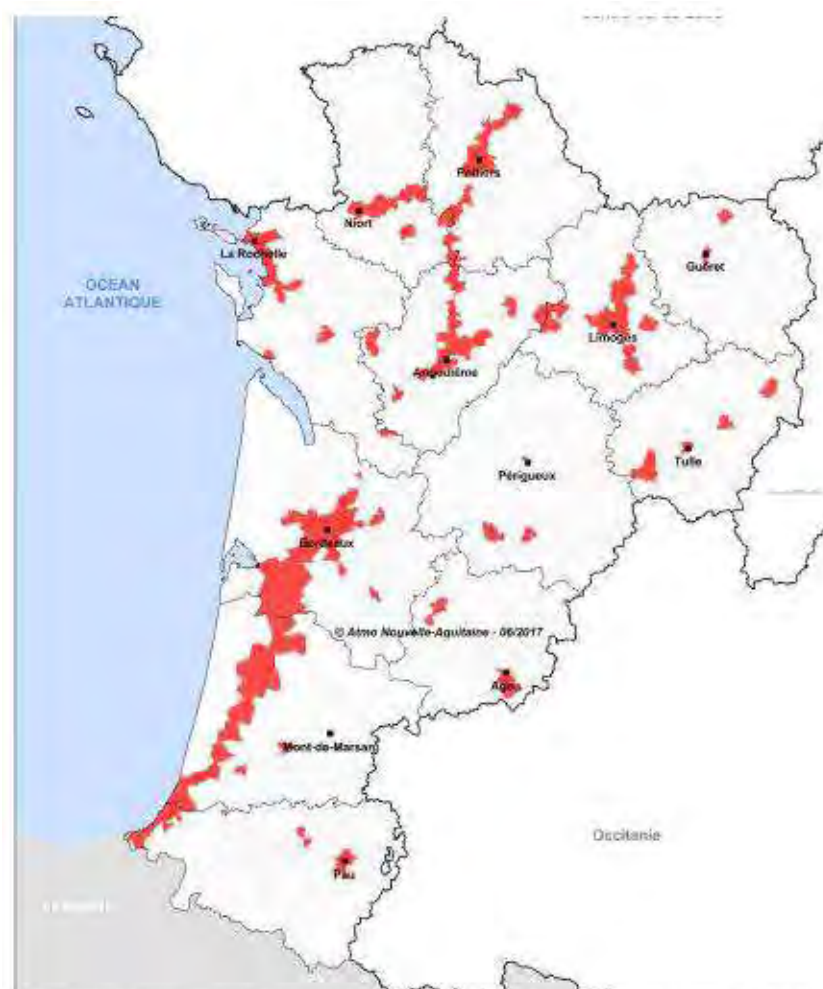 Poitiers
Niort
La Rochelle
Guéret
OCEAN
ATLANTIQUE
Limoges
Angoulême
Tulle
Périgueux
Bordeaux
© Atmo Nouvelle-Aquitaine - 06/2017
Agen
Mont-de-Marsan
Occitanie
Pau